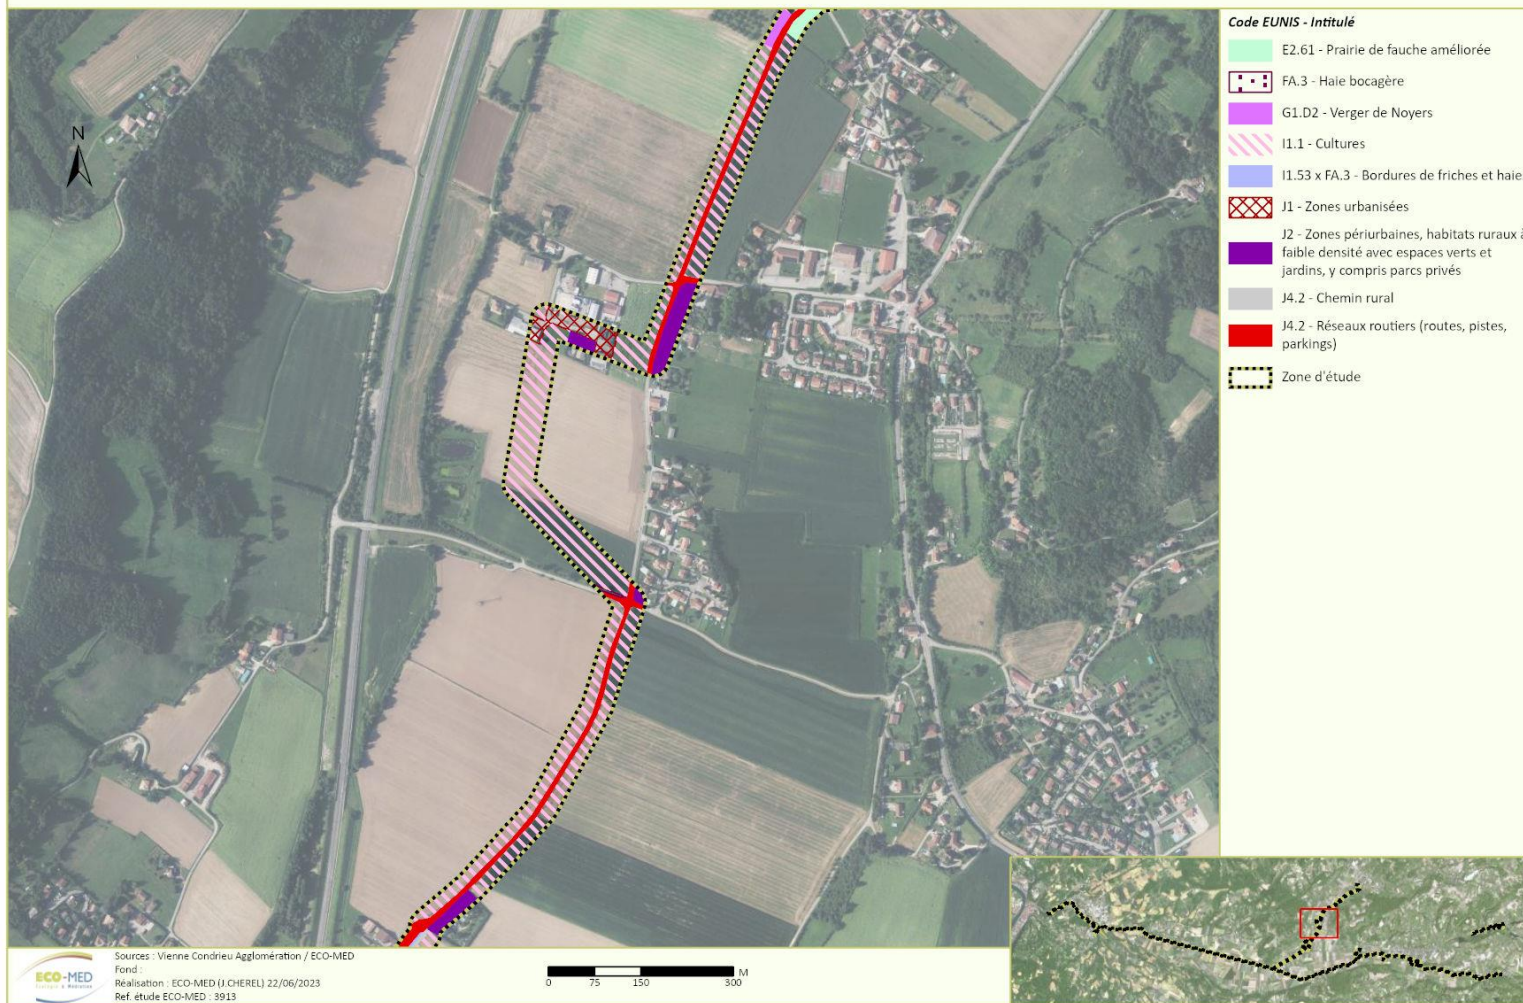 Code EUNIS - Intitulé
E2.61 - Prairie de fauche améliorée
FA.3 - Haie bocagère
G1.D2 - Verger de Noyers
I1.1 - Cultures
I1.53 x FA.3 - Bordures de friches et haie
J1 - Zones urbanisées
J2 - Zones périurbaines, habitats ruraux à
faible densité avec espaces verts et
jardins, y compris parcs privés
J4.2 - Chemin rural
J4.2 - Réseaux routiers (routes, pistes,
parkings)
Zone d'étude
N
ECO-MED
Ecologie & Médiation
Sources : Vienne Condrieu Agglomération / ECO-MED
Fond :
Réalisation : ECO-MED (J.CHEREL) 22/06/2023
Ref. étude ECO-MED : 3913
M
0 75 150 300